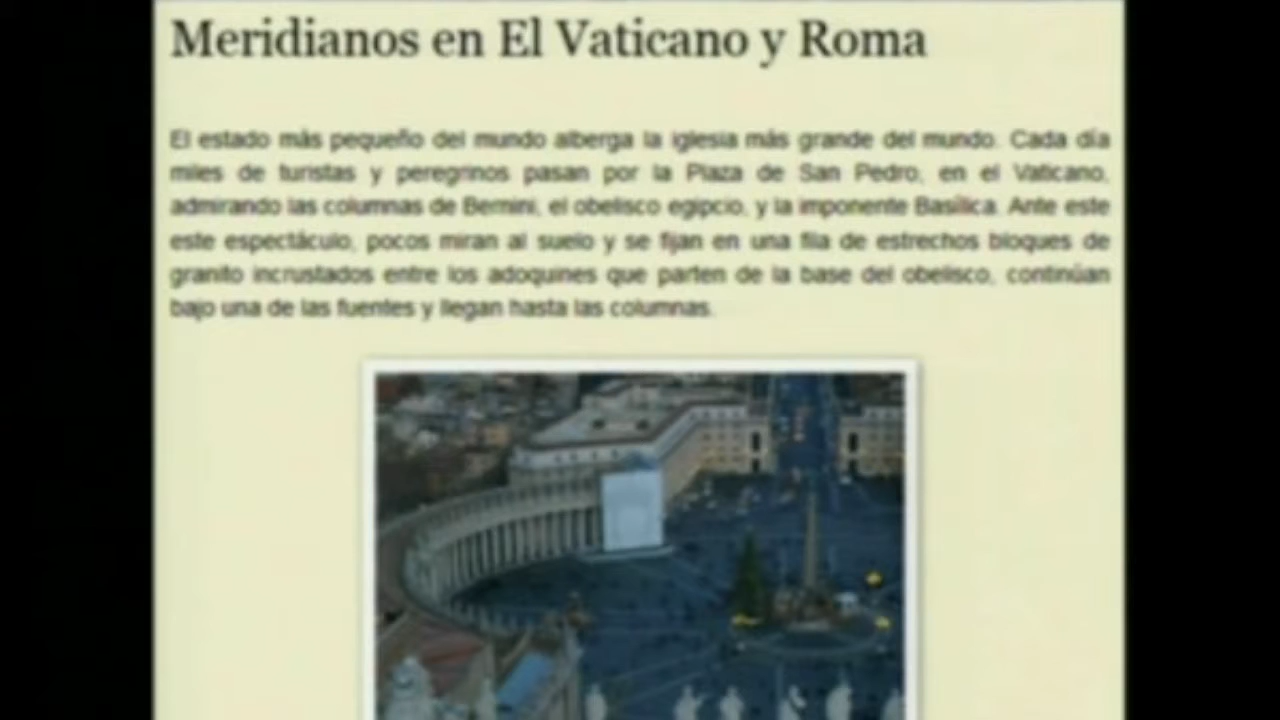 Meridianos en El Vaticano y Roma
El estado más pequeño del mundo alberga la iglesia más grande del mundo. Cada día
miles de turistas y peregrinos pasan por la Plaza de San Pedro, en el Vaticano,
admirando las columnas de Bernini, el obelisco egipcio, y la imponente Basílica. Ante este
este espectáculo, pocos miran al suelo y se fijan en una fila de estrechos bloques de
granito incrustados entre los adoquines que parten de la base del obelisco, continúan
bajo una de las fuentes y llegan hasta las columnas.